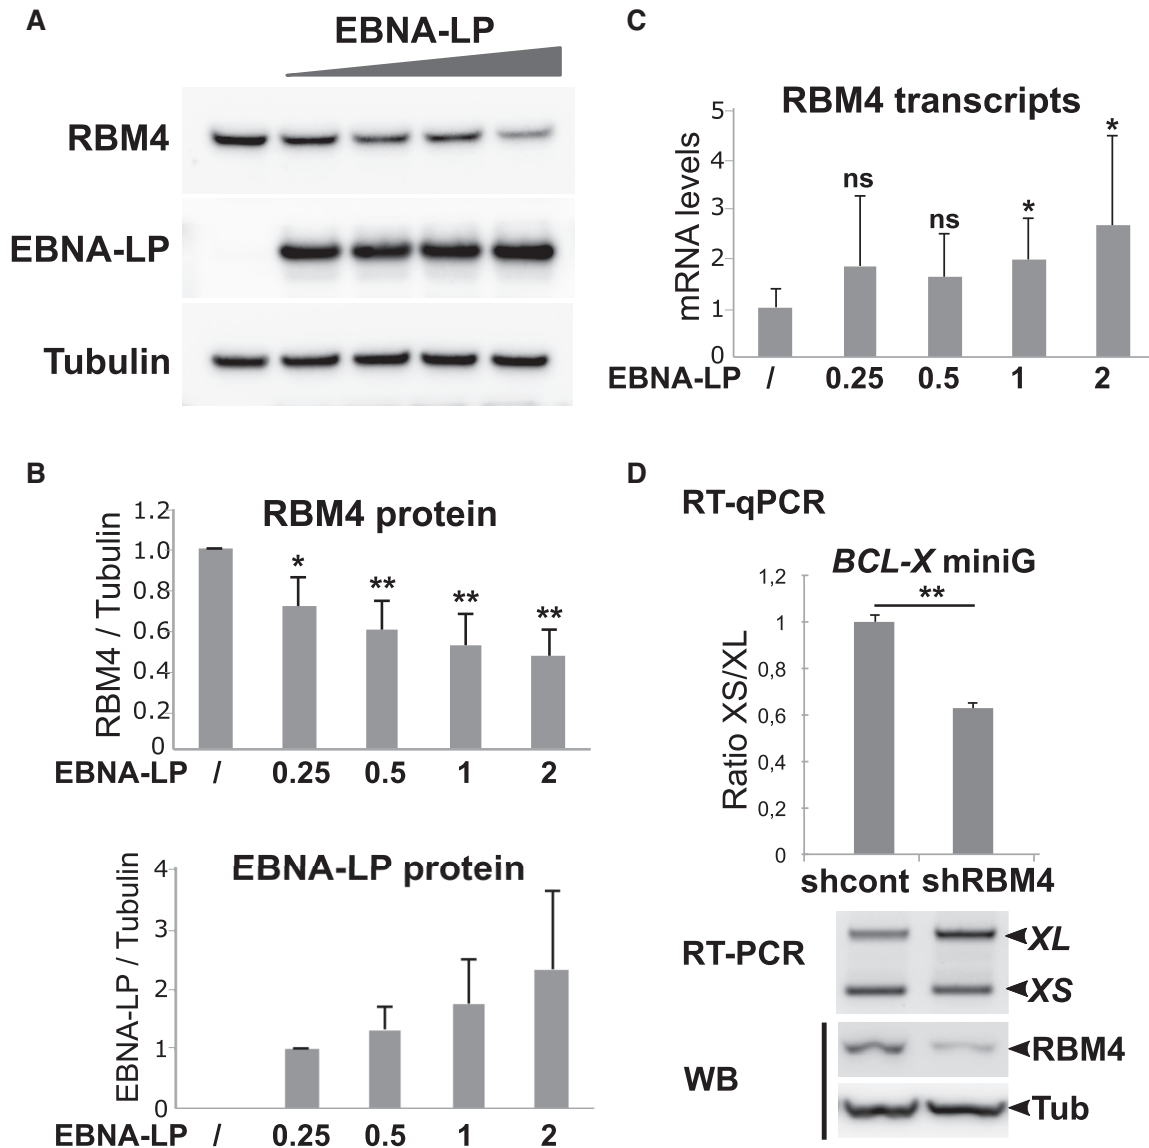 A
EBNA-LP
RBM4
EBNA-LP
Tubulin
B
RBM4 protein
RBM4 / Tubulin
1.2
1.0
0.8
0.6
0.4
0.2
0
* ** ** **
EBNA-LP / 0.25 0.5 1 2
EBNA-LP protein
EBNA-LP / Tubulin
4
3
2
1
0
EBNA-LP / 0.25 0.5 1 2
C
RBM4 transcripts
mRNA levels
5
4
3
2
1
0
ns ns * *
EBNA-LP / 0.25 0.5 1 2
D
RT-qPCR
BCL-X miniG
**
Ratio XS/XL
1,2
1
0,8
0,6
0,4
0,2
0
shcont shRBM4
RT-PCR
XL
XS
WB
RBM4
Tub